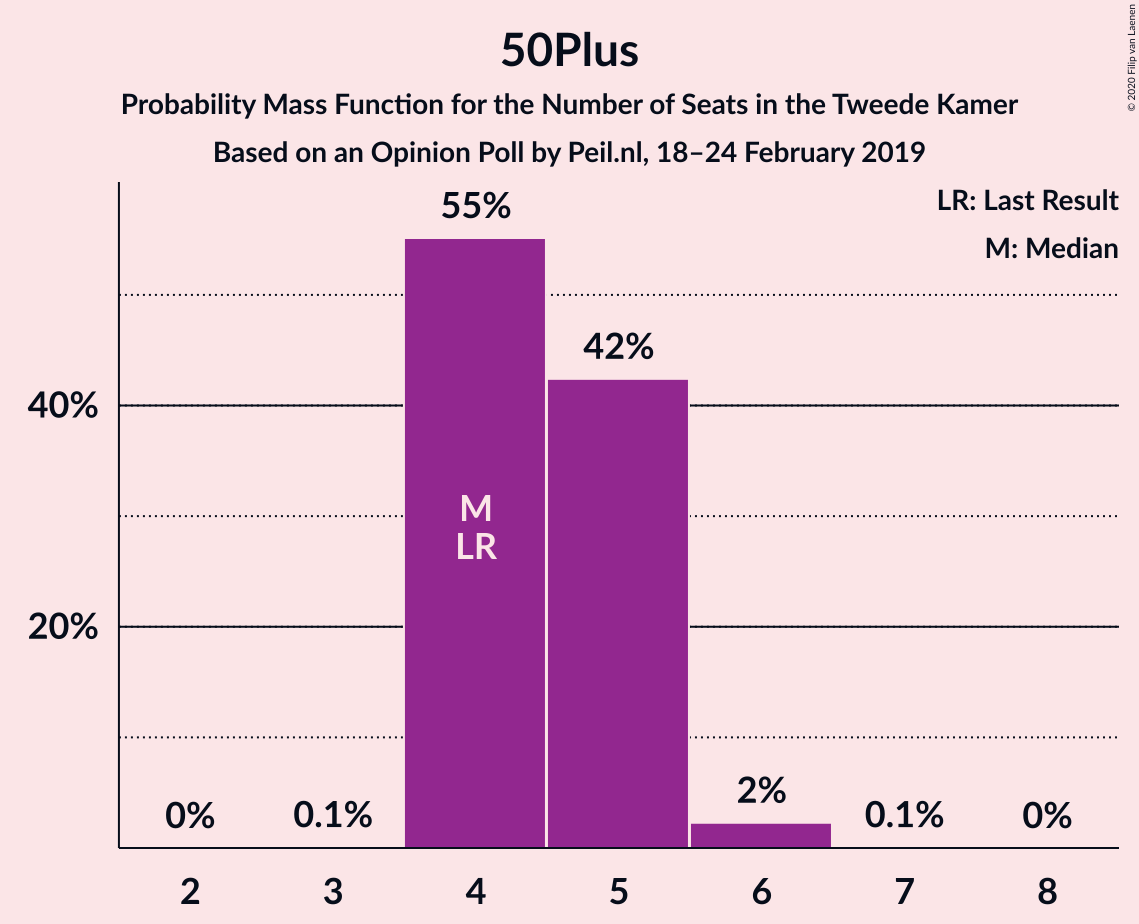 50Plus
Probability Mass Function for the Number of Seats in the Tweede Kamer
Based on an Opinion Poll by Peil.nl, 18–24 February 2019
© 2020 Filip van Laenen
LR: Last Result
M: Median
55%
42%
40%
M
LR
20%
0%
0.1%
2%
0.1%
0%
2
3
4
5
6
7
8